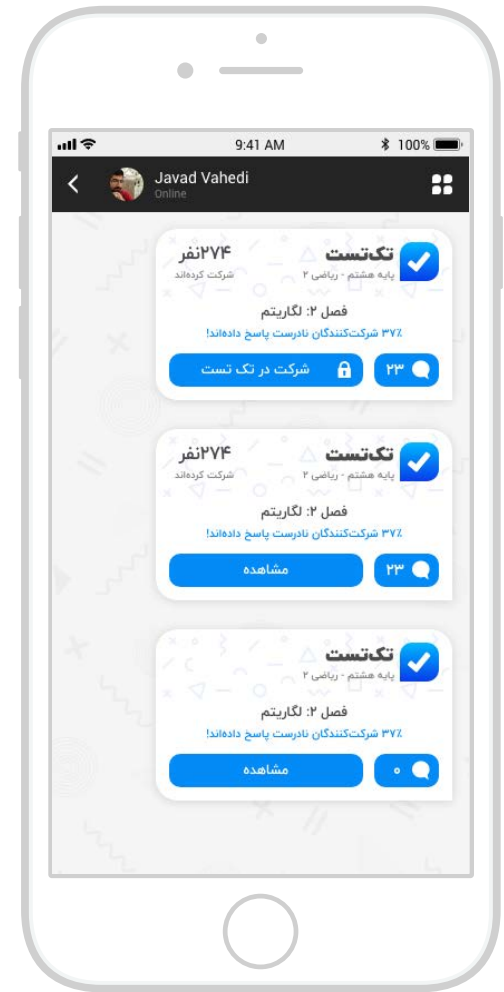 9:41 AM
100%
Javad Vahedi
Online
تک‌تست
۲۷۴نفر
پایه هشتم - ریاضی ۲
شرکت کرده‌اند
فصل ۲: لگاریتم
۳۷٪ شرکت‌کنندگان نادرست پاسخ داده‌اند!
۲۳
شرکت در تک تست
تک‌تست
۲۷۴نفر
پایه هشتم - ریاضی ۲
شرکت کرده‌اند
فصل ۲: لگاریتم
۳۷٪ شرکت‌کنندگان نادرست پاسخ داده‌اند!
۲۳
مشاهده
تک‌تست
پایه هشتم - ریاضی ۲
فصل ۲: لگاریتم
۳۷٪ شرکت‌کنندگان نادرست پاسخ داده‌اند!
۰
مشاهده